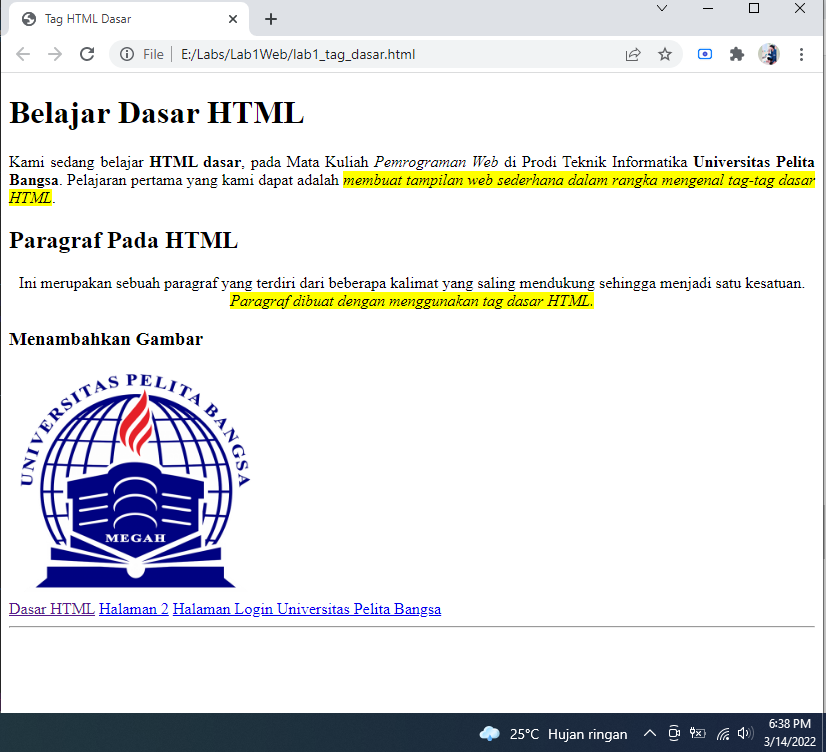 Tag HTML Dasar
File E:/Labs/Lab1Web/lab1_tag_dasar.html
Belajar Dasar HTML
Kami sedang belajar HTML dasar, pada Mata Kuliah Pemrograman Web di Prodi Teknik Informatika Universitas Pelita
Bangsa. Pelajaran pertama yang kami dapat adalah membuat tampilan web sederhana dalam rangka mengenal tag-tag dasar
HTML.
Paragraf Pada HTML
Ini merupakan sebuah paragraf yang terdiri dari beberapa kalimat yang saling mendukung sehingga menjadi satu kesatuan.
Paragraf dibuat dengan menggunakan tag dasar HTML.
Menambahkan Gambar
UNIVERSITAS PELITA BANGSA
MEGAH
Dasar HTML Halaman 2 Halaman Login Universitas Pelita Bangsa
25°C Hujan ringan
6:38 PM
3/14/2022